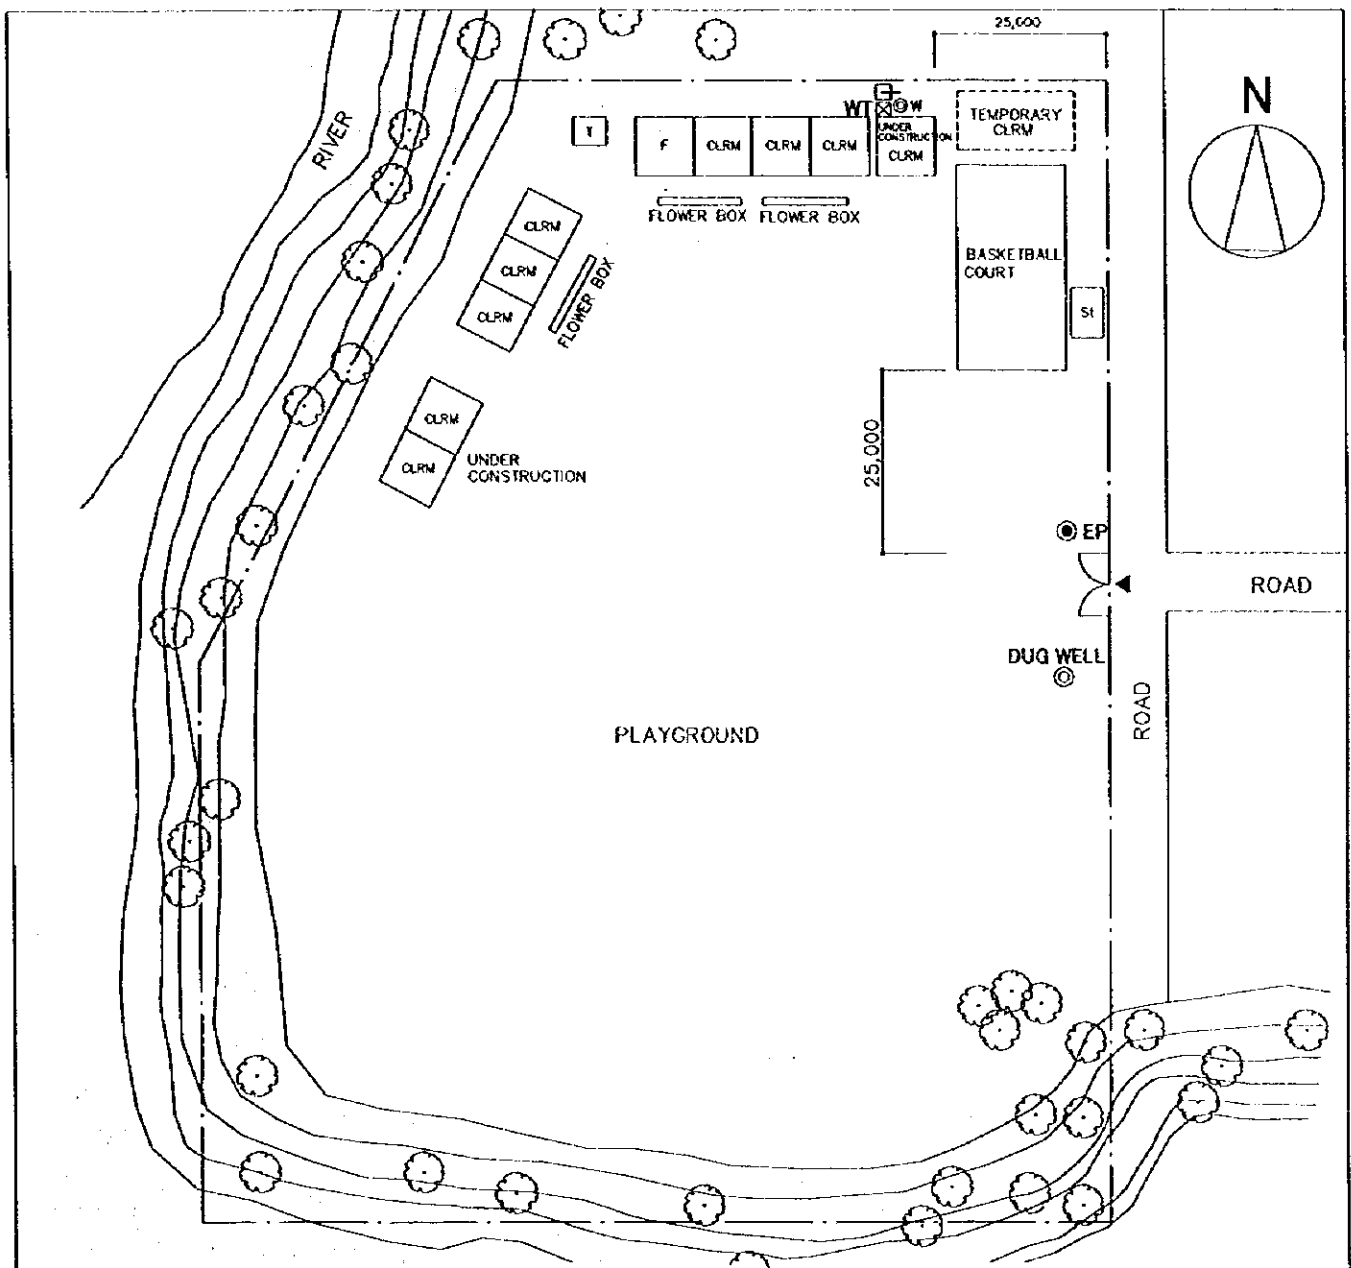 25,000
N
RIVER
WT
W
TEMPORARY
CLRM
T
F
CLRM
CLRM
CLRM
UNDER
CONSTRUCTION
CLRM
FLOWER BOX
FLOWER BOX
CLRM
CLRM
CLRM
FLOWER BOX
BASKETBALL
COURT
St
CLRM
CLRM
UNDER
CONSTRUCTION
25,000
EP
ROAD
DUG WELL
ROAD
PLAYGROUND